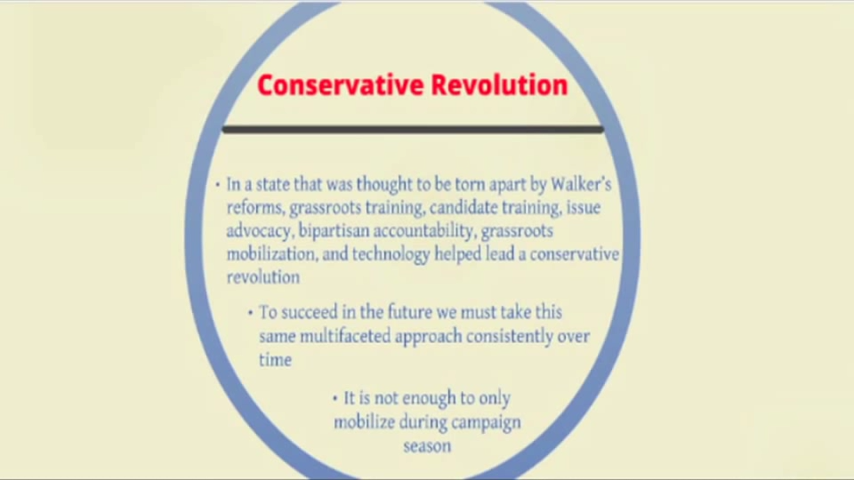 Conservative Revolution
• In a state that was thought to be torn apart by Walker's
reforms, grassroots training, candidate training, issue
advocacy, bipartisan accountability, grassroots
mobilization, and technology helped lead a conservative
revolution
• To succeed in the future we must take this
same multifaceted approach consistently over
time
• It is not enough to only
mobilize during campaign
season